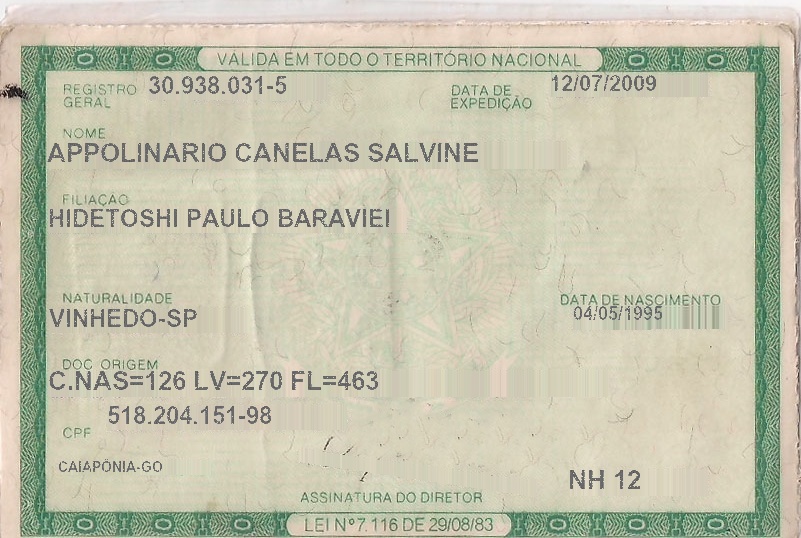 VÁLIDA EM TODO O TERRITÓRIO NACIONAL
REGISTRO GERAL 30.938.031-5 DATA DE EXPEDIÇÃO 12/07/2009
NOME
APPOLINARIO CANELAS SALVINE
FILIAÇÃO
HIDETOSHI PAULO BARAVIEI
NATURALIDADE DATA DE NASCIMENTO
VINHEDO-SP 04/05/1995
DOC ORIGEM
C.NAS=126 LV=270 FL=463
518.204.151-98
CPF
CAIAPÔNIA-GO
NH 12
ASSINATURA DO DIRETOR
LEI Nº 7.116 DE 29/08/83